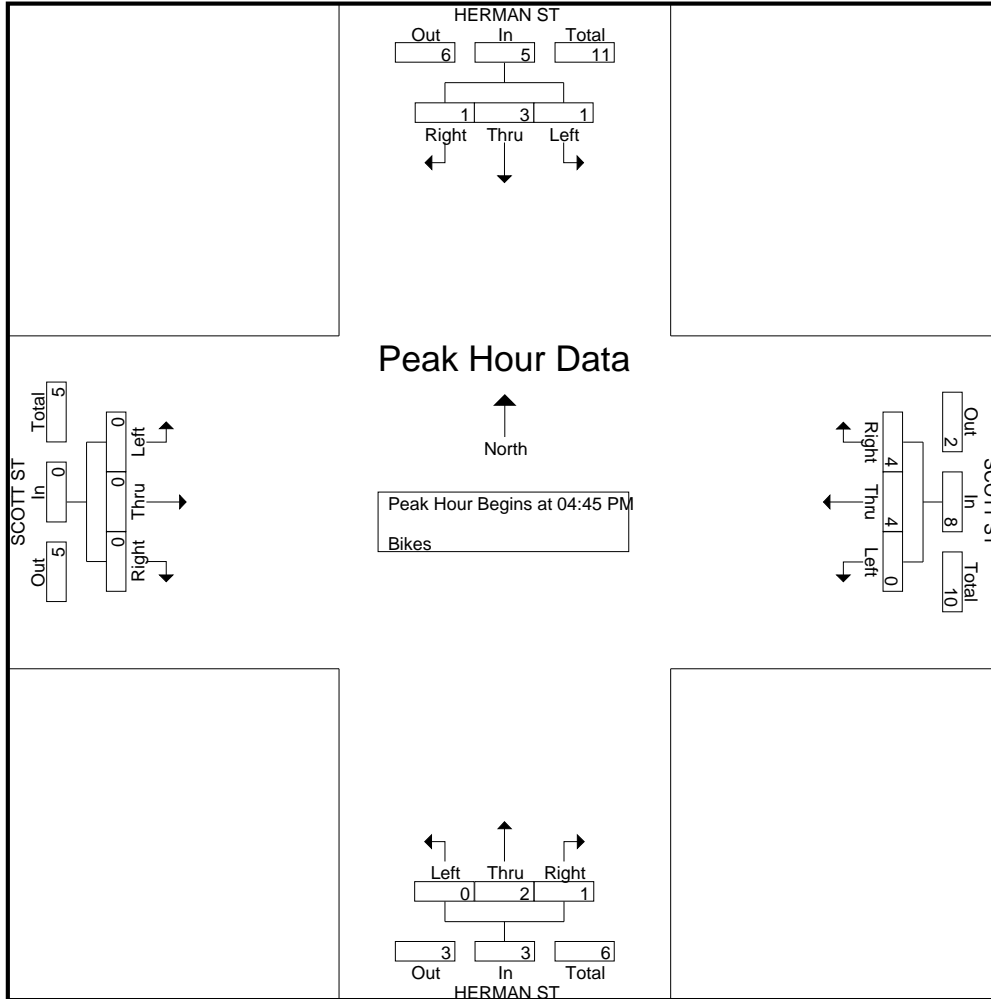 HERMAN ST
Out In Total
6 5 11
1 3 1
Right Thru Left
Peak Hour Data
North
Peak Hour Begins at 04:45 PM
Bikes
SCOTT ST
Total In Out
5 0 5
0 0 0
Left Thru Right
SCOTT ST
Out In Total
2 8 10
4 4 0
Right Thru Left
Left Thru Right
0 2 1
3 3 6
Out In Total
HERMAN ST